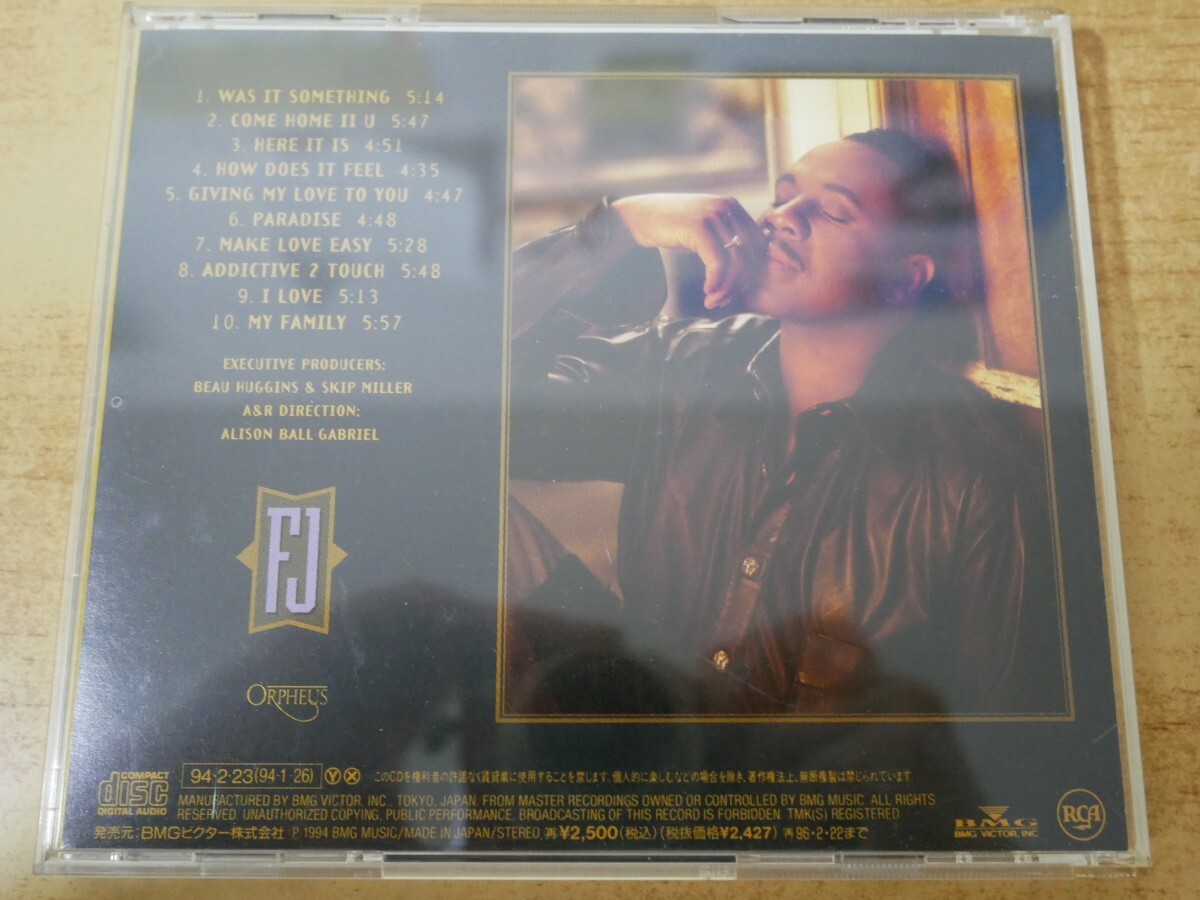 1. WAS IT SOMETHING 5:14
2. COME HOME II U 5:47
3. HERE IT IS 4:51
4. HOW DOES IT FEEL 4:35
5. GIVING MY LOVE TO YOU 4:47
6. PARADISE 4:48
7. MAKE LOVE EASY 5:28
8. ADDICTIVE 2 TOUCH 5:48
9. I LOVE 5:13
10. MY FAMILY 5:57
EXECUTIVE PRODUCERS:
BEAU HUGGINS & SKIP MILLER
A&R DIRECTION:
ALISON BALL-GABRIEL
FJ
ORPHEUS
COMPACT
disc
DIGITAL AUDIO
94·2·23(94·1·26) Ⓨ Ⓧ このCDを権利者の許諾なく賃貸業に使用することを禁じます。個人的に楽しむなどの場合を除き、著作権法上、無断複製は禁じられています。
MANUFACTURED BY BMG VICTOR, INC., TOKYO, JAPAN. FROM MASTER RECORDINGS OWNED OR CONTROLLED BY BMG MUSIC. ALL RIGHTS
RESERVED. UNAUTHORIZED COPYING, PUBLIC PERFORMANCE, BROADCASTING OF THIS RECORD IS FORBIDDEN. TMK(S) REGISTERED
発売元:BMGビクター株式会社 ℗ 1994 BMG MUSIC/MADE IN JAPAN/STEREO 再¥2,500(税込)(税抜価格¥2,427) 再96·2·22まで
BMG
BMG VICTOR, INC.
RCA